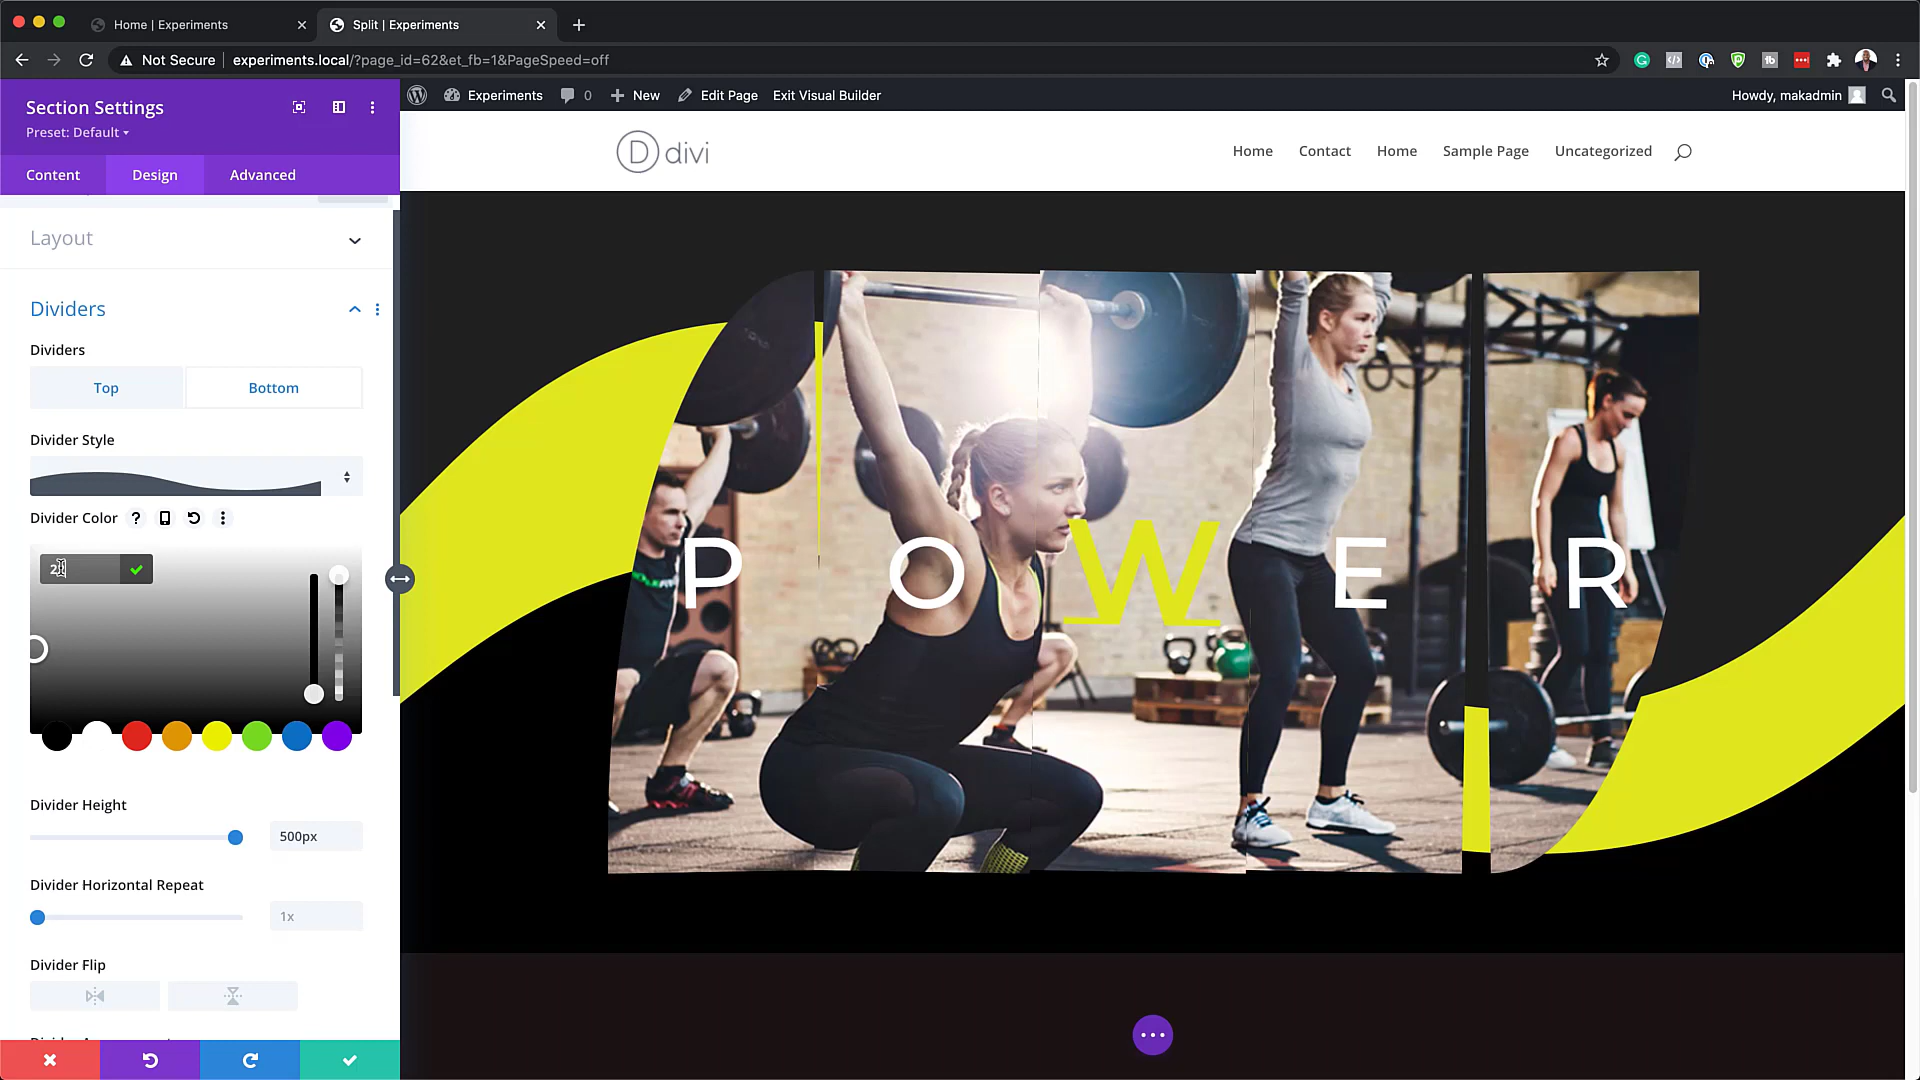 Home | Experiments
Split | Experiments
Not Secure
experiments.local/?page_id=62&et_fb=1&PageSpeed=off
Section Settings
Preset: Default
Content
Design
Advanced
Experiments
0
New
Edit Page
Exit Visual Builder
Howdy, makadmin
D divi
Home
Contact
Home
Sample Page
Uncategorized
Layout
Dividers
Dividers
Top
Bottom
Divider Style
Divider Color
P O W E R
Divider Height
500px
Divider Horizontal Repeat
1x
Divider Flip